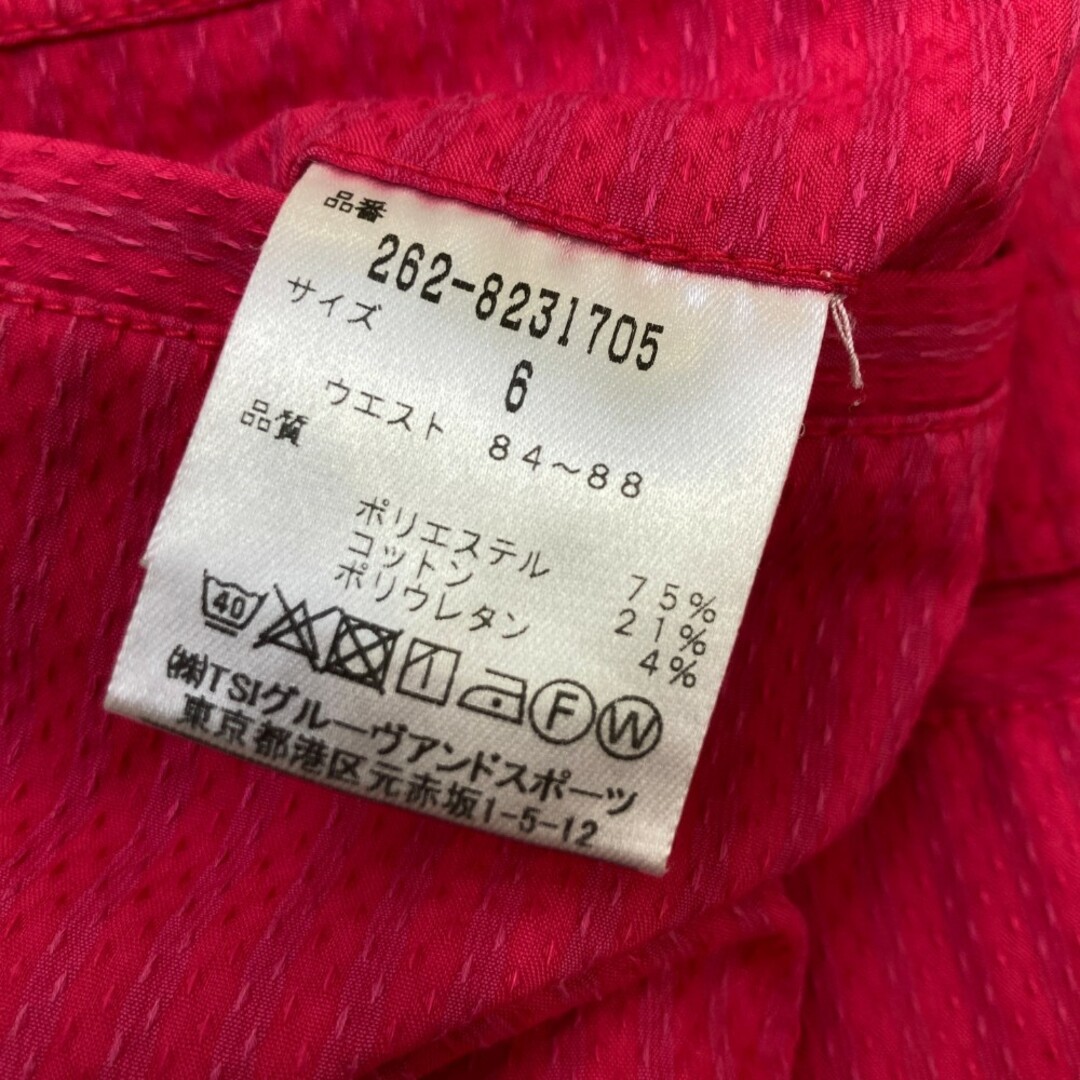 品番
262-8231705
サイズ
6
ウエスト 84~88
品質
ポリエステル 75%
コットン 21%
ポリウレタン 4%
40 F W
㈱TSIグルーヴアンドスポーツ
東京都港区元赤坂1-5-12